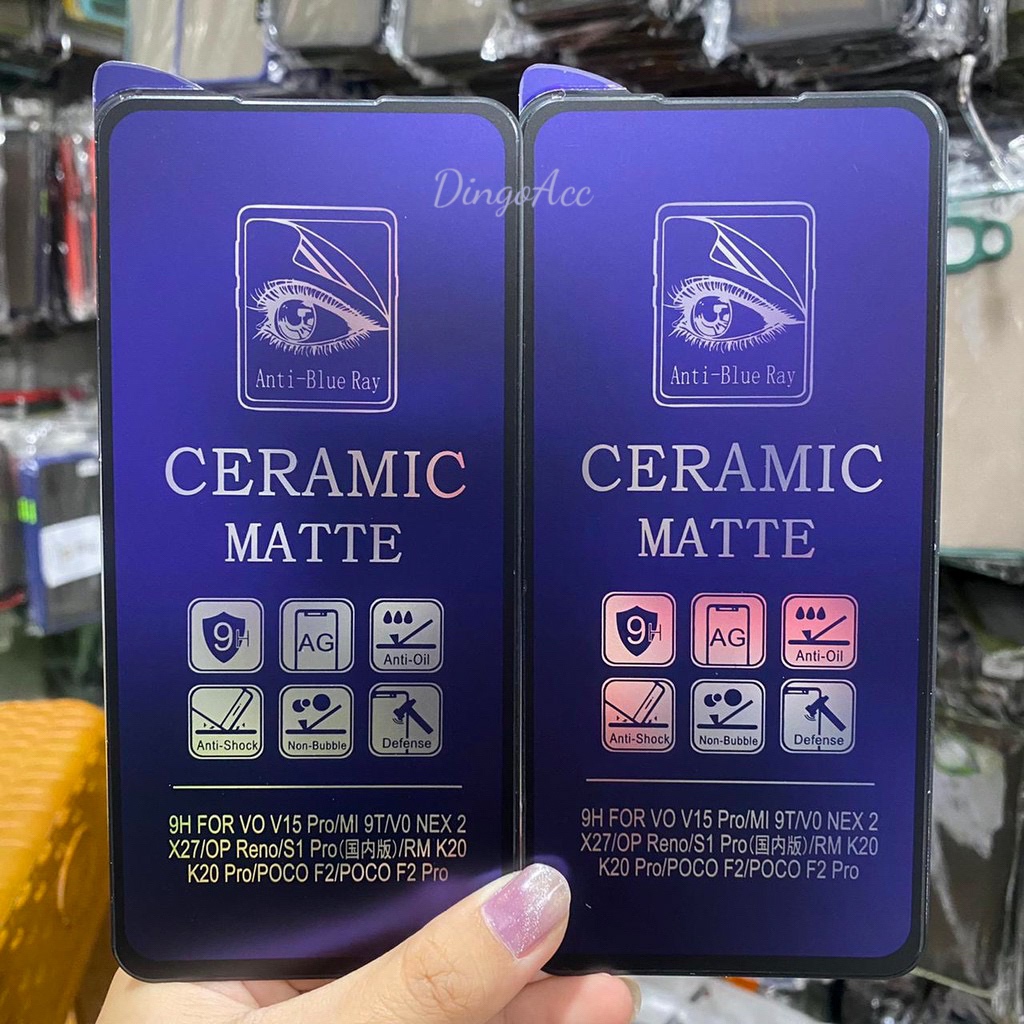 DingoAcc
Anti-Blue Ray
CERAMIC
MATTE
9H
AG
Anti-Oil
Anti-Shock
Non-Bubble
Defense
9H FOR VO V15 Pro/MI 9T/V0 NEX 2
X27/OP Reno/S1 Pro(国内版)/RM K20
K20 Pro/POCO F2/POCO F2 Pro
Anti-Blue Ray
CERAMIC
MATTE
9H
AG
Anti-Oil
Anti-Shock
Non-Bubble
Defense
9H FOR VO V15 Pro/MI 9T/V0 NEX 2
X27/OP Reno/S1 Pro(国内版)/RM K20
K20 Pro/POCO F2/POCO F2 Pro